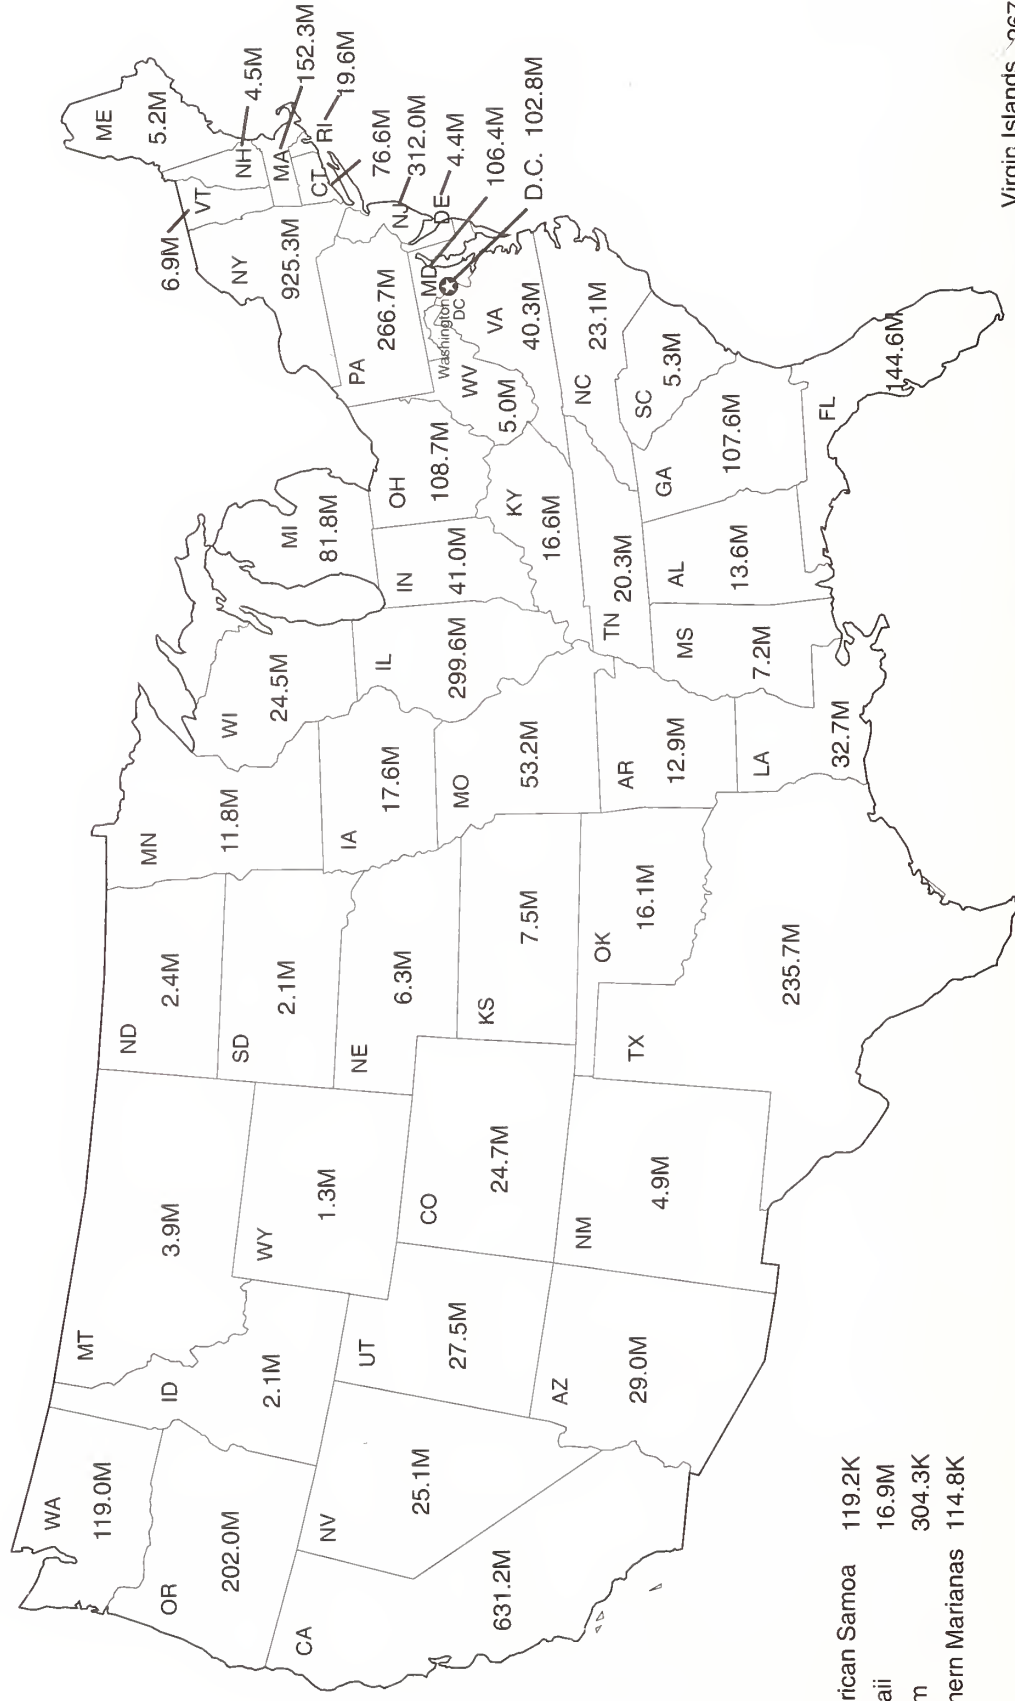 WA
119.0M
OR
202.0M
CA
631.2M
NV
25.1M
ID
2.1M
MT
3.9M
WY
1.3M
UT
27.5M
AZ
29.0M
CO
24.7M
NM
4.9M
ND
2.4M
SD
2.1M
NE
6.3M
KS
7.5M
OK
16.1M
TX
235.7M
MN
11.8M
IA
17.6M
MO
53.2M
AR
12.9M
LA
32.7M
WI
24.5M
IL
299.6M
MI
81.8M
IN
41.0M
OH
108.7M
KY
16.6M
TN
20.3M
MS
7.2M
AL
13.6M
GA
107.6M
FL
144.6M
SC
5.3M
NC
23.1M
VA
40.3M
WV
5.0M
PA
266.7M
NY
925.3M
VT
6.9M
ME
5.2M
NH 4.5M
MA 152.3M
RI 19.6M
CT 76.6M
NJ 312.0M
DE 4.4M
MD 106.4M
Washington
DC
D.C. 102.8M
rican Samoa 119.2K
aii 16.9M
m 304.3K
hern Marianas 114.8K
Virgin Islands